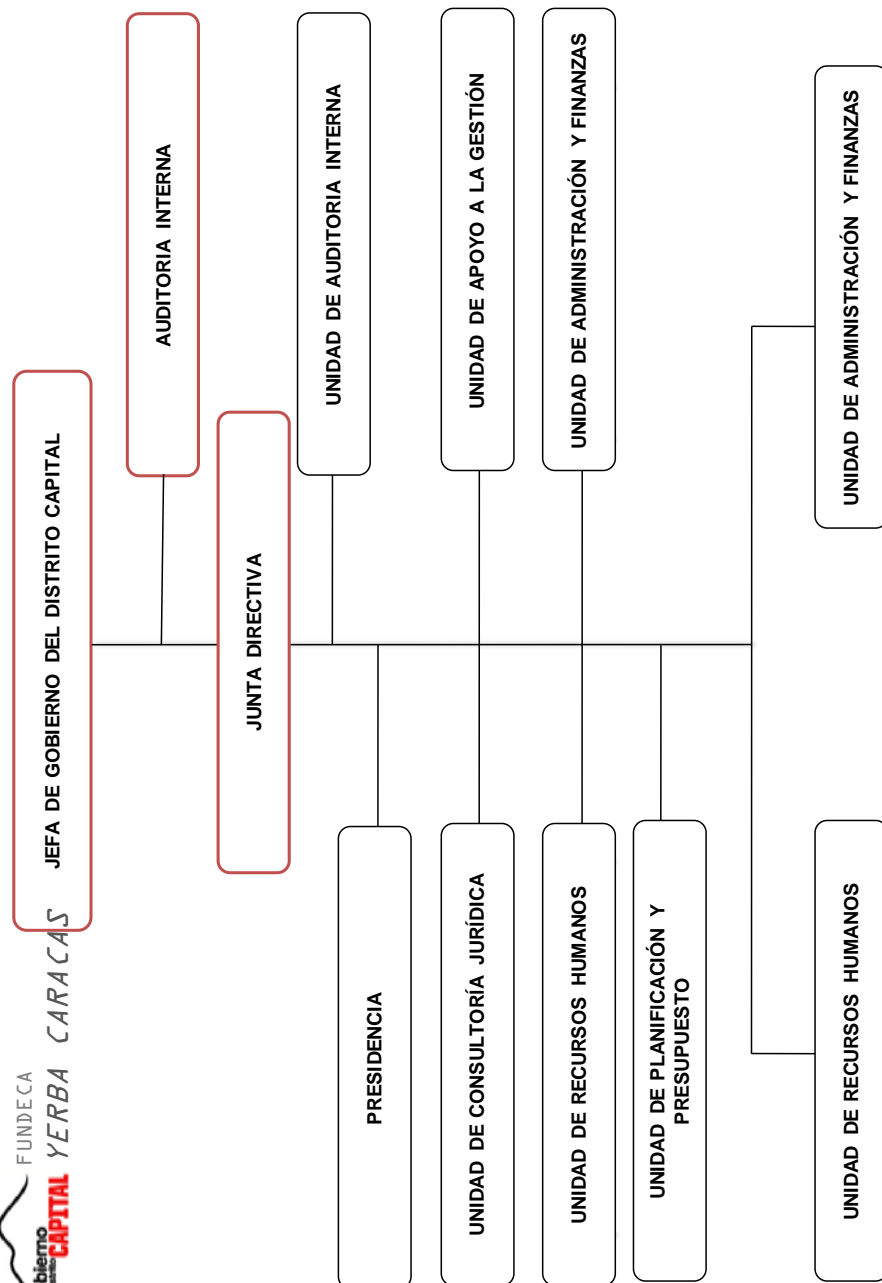 FUNDECA
YERBA CARACAS
bierno
CAPITAL
JEFA DE GOBIERNO DEL DISTRITO CAPITAL
AUDITORIA INTERNA
JUNTA DIRECTIVA
UNIDAD DE AUDITORIA INTERNA
PRESIDENCIA
UNIDAD DE CONSULTORÍA JURÍDICA
UNIDAD DE APOYO A LA GESTIÓN
UNIDAD DE RECURSOS HUMANOS
UNIDAD DE ADMINISTRACIÓN Y FINANZAS
UNIDAD DE PLANIFICACIÓN Y
PRESUPUESTO
UNIDAD DE RECURSOS HUMANOS
UNIDAD DE ADMINISTRACIÓN Y FINANZAS